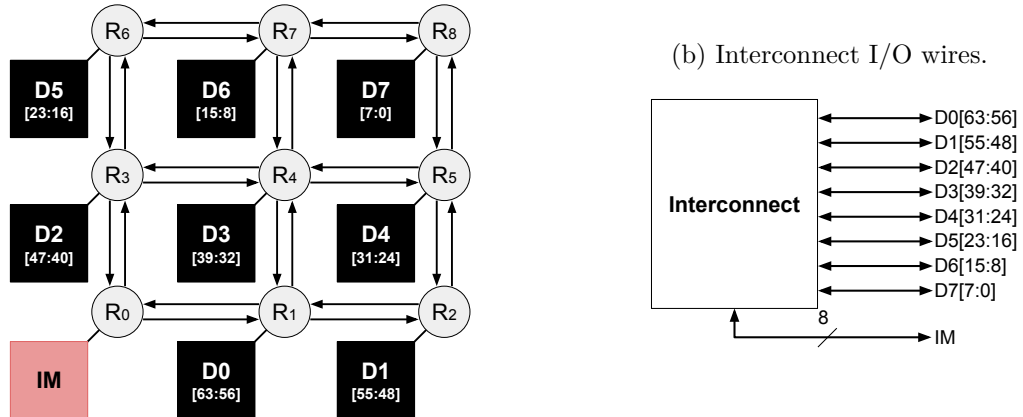 R6
R7
R8
D5
[23:16]
D6
[15:8]
D7
[7:0]
R3
R4
R5
D2
[47:40]
D3
[39:32]
D4
[31:24]
R0
R1
R2
IM
D0
[63:56]
D1
[55:48]
(b) Interconnect I/O wires.
Interconnect
D0[63:56]
D1[55:48]
D2[47:40]
D3[39:32]
D4[31:24]
D5[23:16]
D6[15:8]
D7[7:0]
8
IM